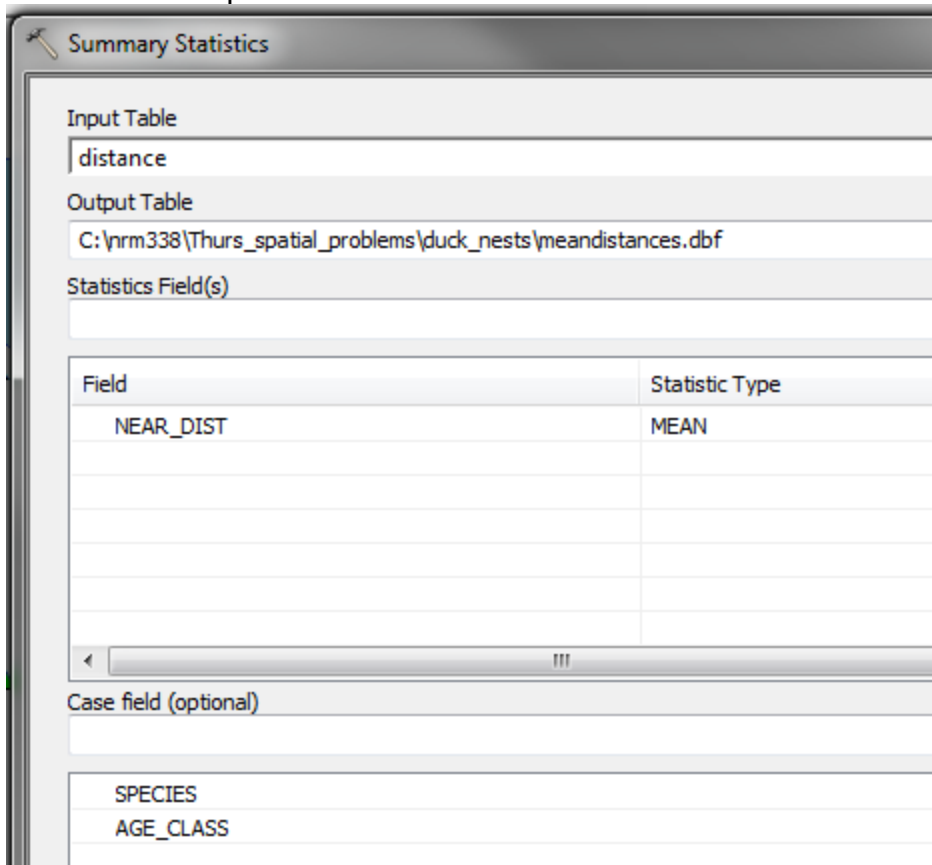 Summary Statistics
Input Table
distance
Output Table
C:\nrm338\Thurs_spatial_problems\duck_nests\meandistances.dbf
Statistics Field(s)
Field Statistic Type
NEAR_DIST MEAN
Case field (optional)
SPECIES
AGE_CLASS